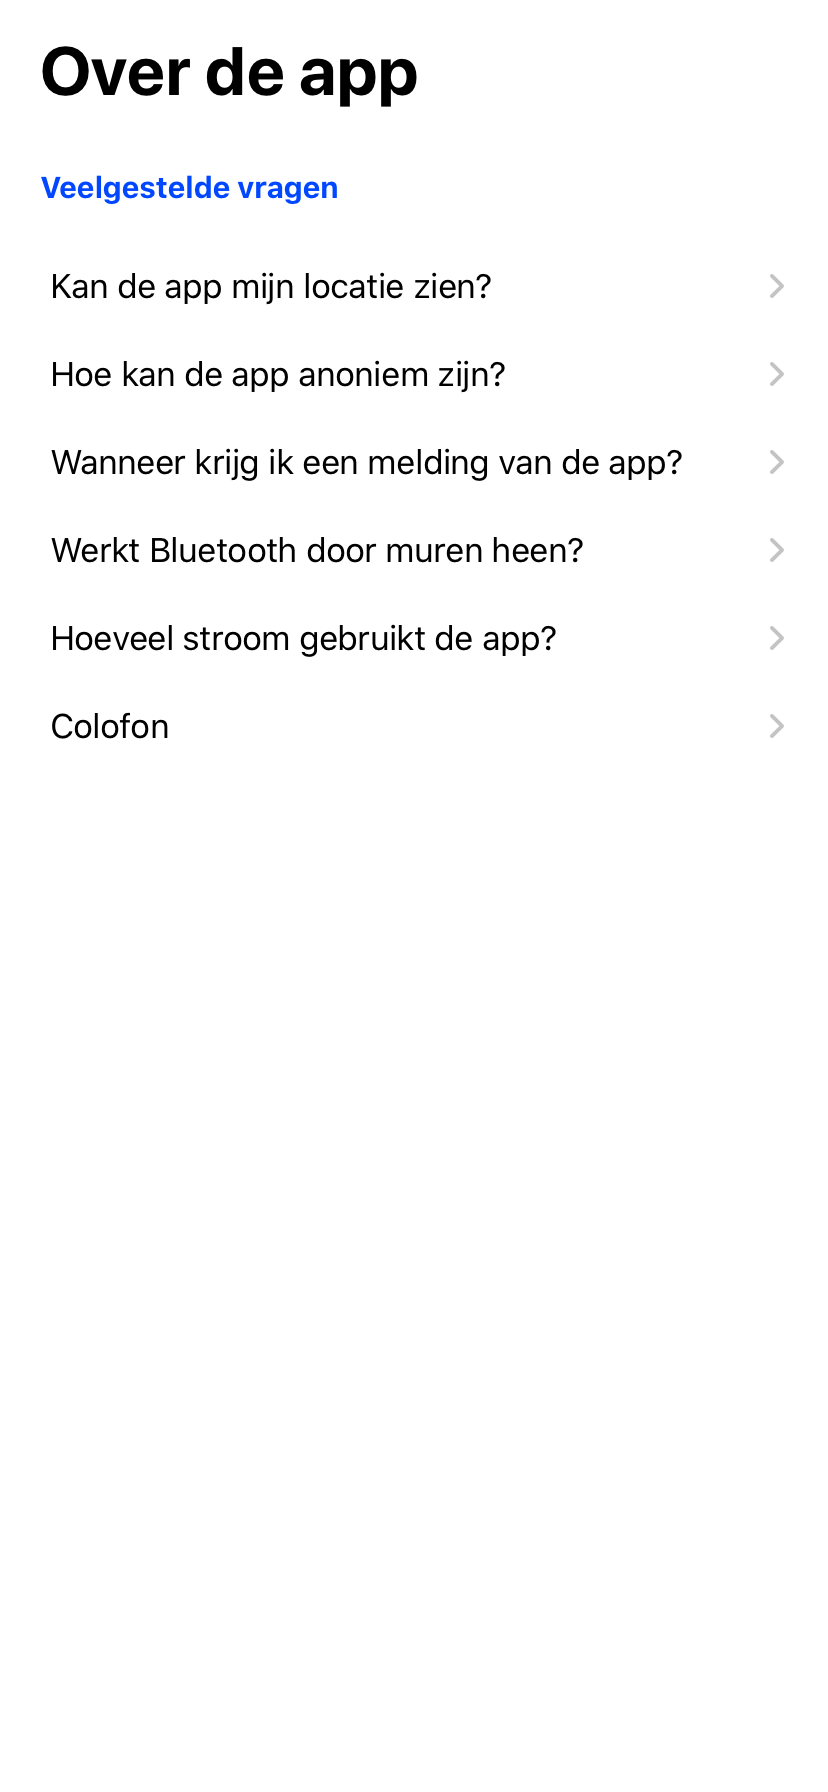 Over de app
Veelgestelde vragen
Kan de app mijn locatie zien?
Hoe kan de app anoniem zijn?
Wanneer krijg ik een melding van de app?
Werkt Bluetooth door muren heen?
Hoeveel stroom gebruikt de app?
Colofon